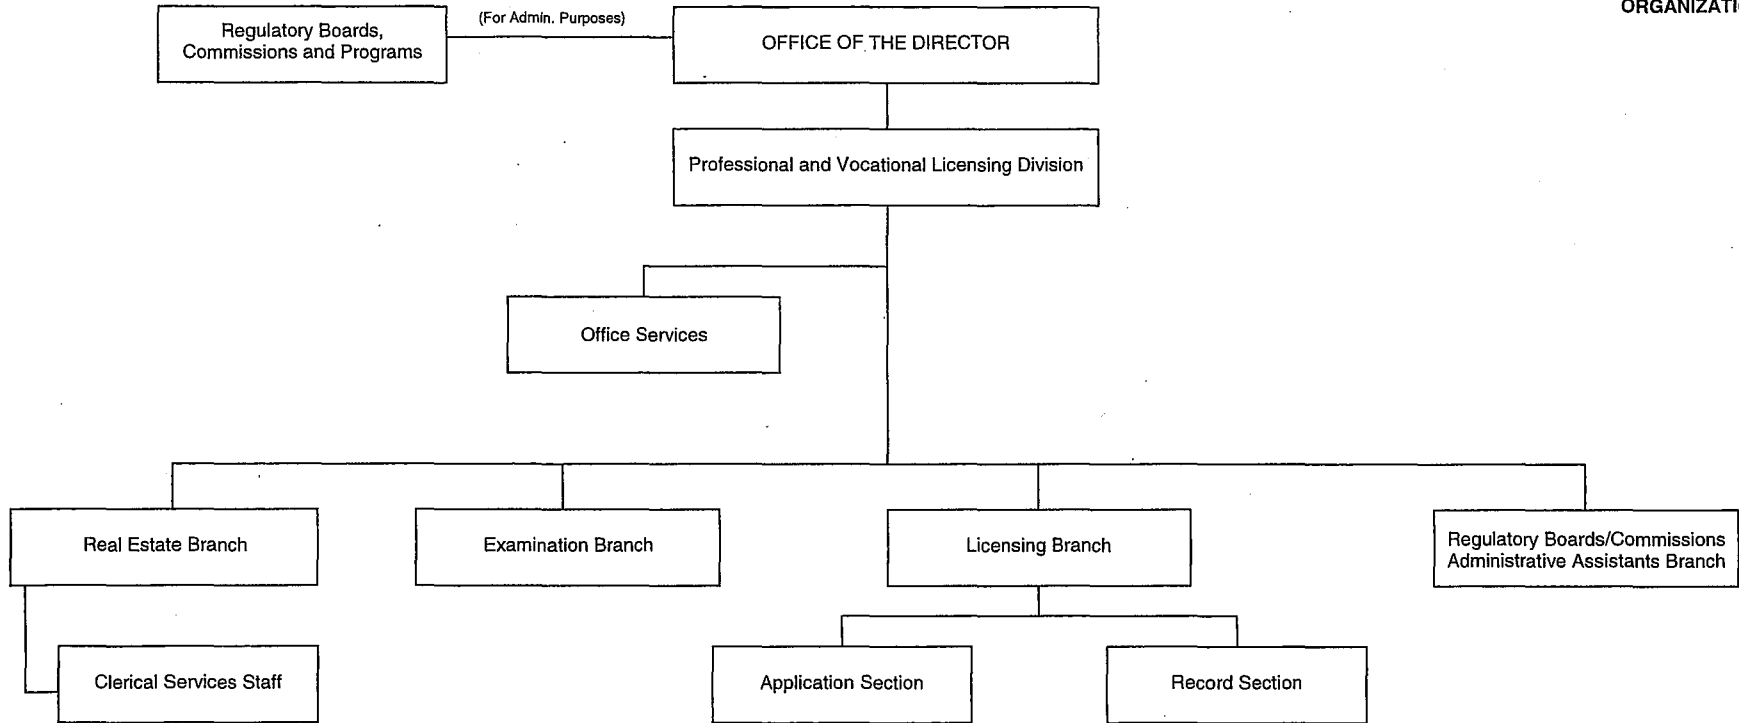 ORGANIZATI
(For Admin. Purposes)
Regulatory Boards,
Commissions and Programs
OFFICE OF THE DIRECTOR
Professional and Vocational Licensing Division
Office Services
Real Estate Branch
Examination Branch
Licensing Branch
Regulatory Boards/Commissions
Administrative Assistants Branch
Clerical Services Staff
Application Section
Record Section